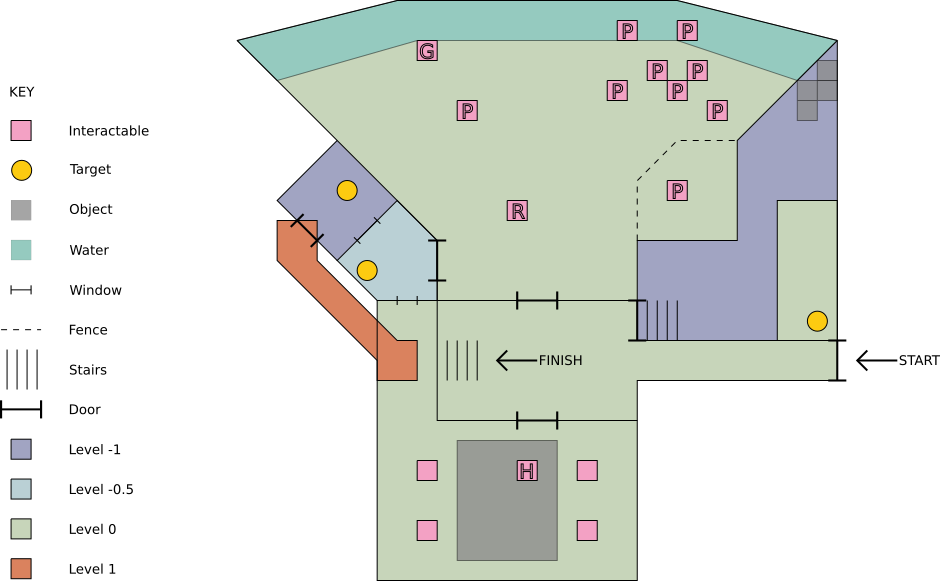 KEY
Interactable
Target
Object
Water
Window
Fence
Stairs
Door
Level -1
Level -0.5
Level 0
Level 1
P
P
G
P
P
P
P
P
P
P
R
FINISH
START
H